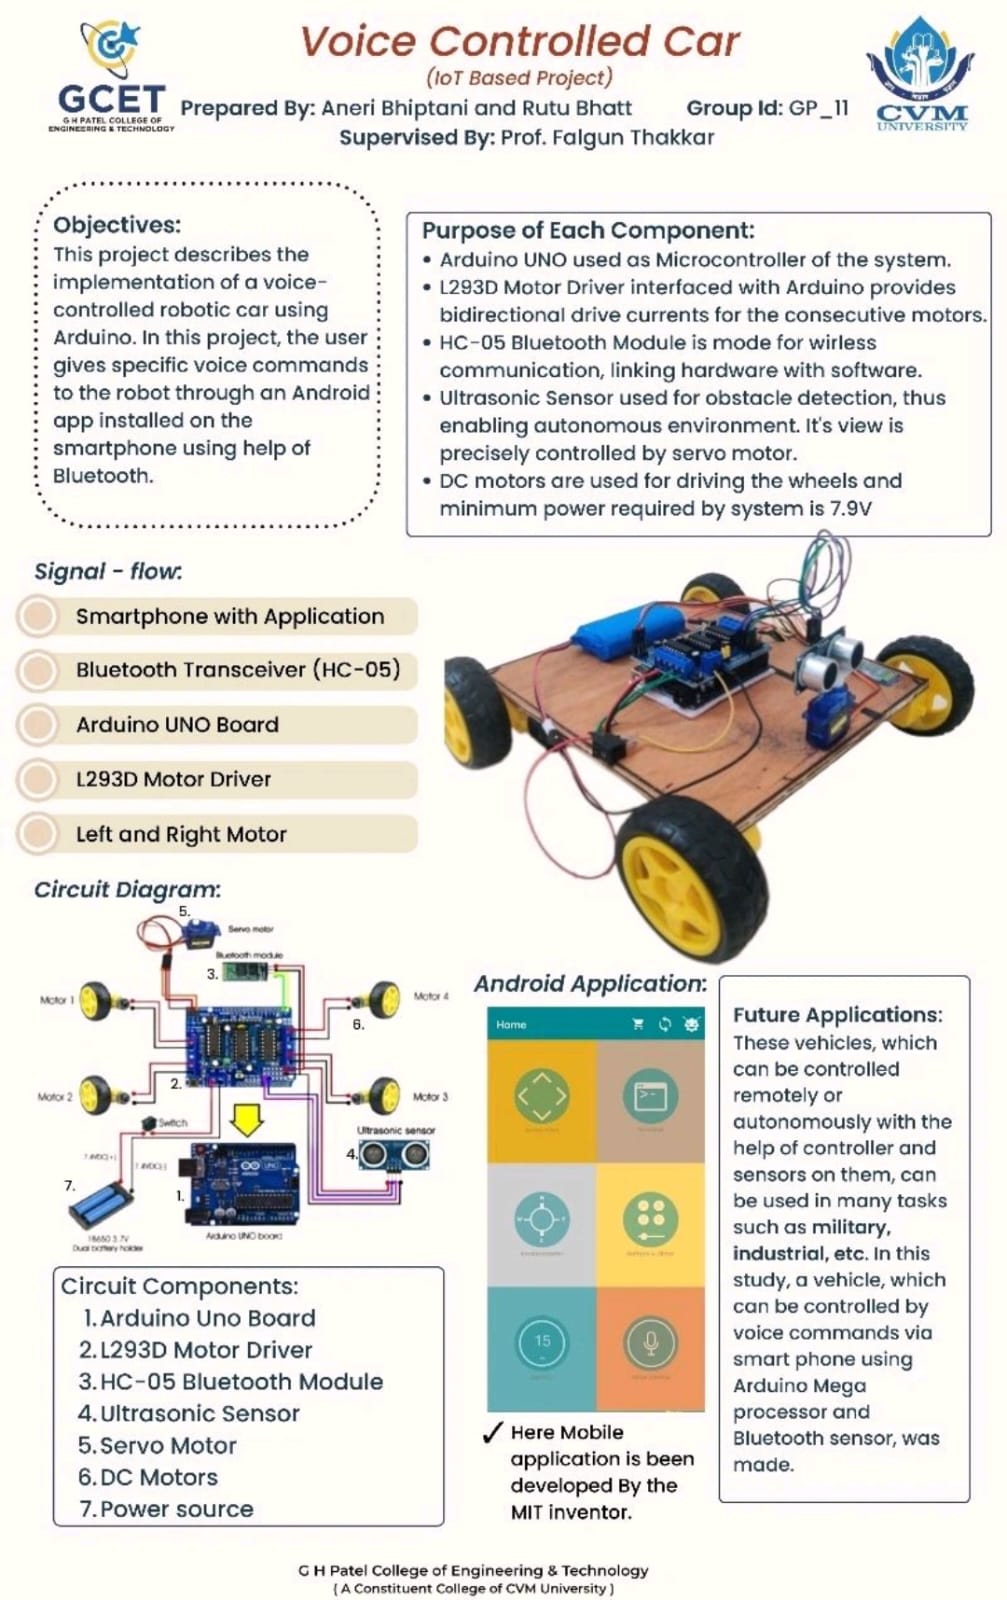 GCET
G H PATEL COLLEGE OF
ENGINEERING & TECHNOLOGY
Voice Controlled Car
(IoT Based Project)
Prepared By: Aneri Bhiptani and Rutu Bhatt Group Id: GP_11
Supervised By: Prof. Falgun Thakkar
CVM
UNIVERSITY
Objectives:
This project describes the
implementation of a voice-
controlled robotic car using
Arduino. In this project, the user
gives specific voice commands
to the robot through an Android
app installed on the
smartphone using help of
Bluetooth.
Purpose of Each Component:
• Arduino UNO used as Microcontroller of the system.
• L293D Motor Driver interfaced with Arduino provides
bidirectional drive currents for the consecutive motors.
• HC-05 Bluetooth Module is mode for wirless
communication, linking hardware with software.
• Ultrasonic Sensor used for obstacle detection, thus
enabling autonomous environment. It's view is
precisely controlled by servo motor.
• DC motors are used for driving the wheels and
minimum power required by system is 7.9V
Signal - flow:
Smartphone with Application
Bluetooth Transceiver (HC-05)
Arduino UNO Board
L293D Motor Driver
Left and Right Motor
Circuit Diagram:
5.
Servo motor
Bluetooth module
3.
Motor 1
Motor 4
6.
2.
Motor 2
Motor 3
Switch
Ultrasonic sensor
4.
7.4VDC(+)
7.4VDC(-)
7.
1.
UNO
18650 3.7V
Dual battery holder
Arduino UNO board
Circuit Components:
1. Arduino Uno Board
2. L293D Motor Driver
3. HC-05 Bluetooth Module
4. Ultrasonic Sensor
5. Servo Motor
6. DC Motors
7. Power source
Android Application:
Home
15
✓ Here Mobile
application is been
developed By the
MIT inventor.
Future Applications:
These vehicles, which
can be controlled
remotely or
autonomously with the
help of controller and
sensors on them, can
be used in many tasks
such as military,
industrial, etc. In this
study, a vehicle, which
can be controlled by
voice commands via
smart phone using
Arduino Mega
processor and
Bluetooth sensor, was
made.
G H Patel College of Engineering & Technology
( A Constituent College of CVM University )